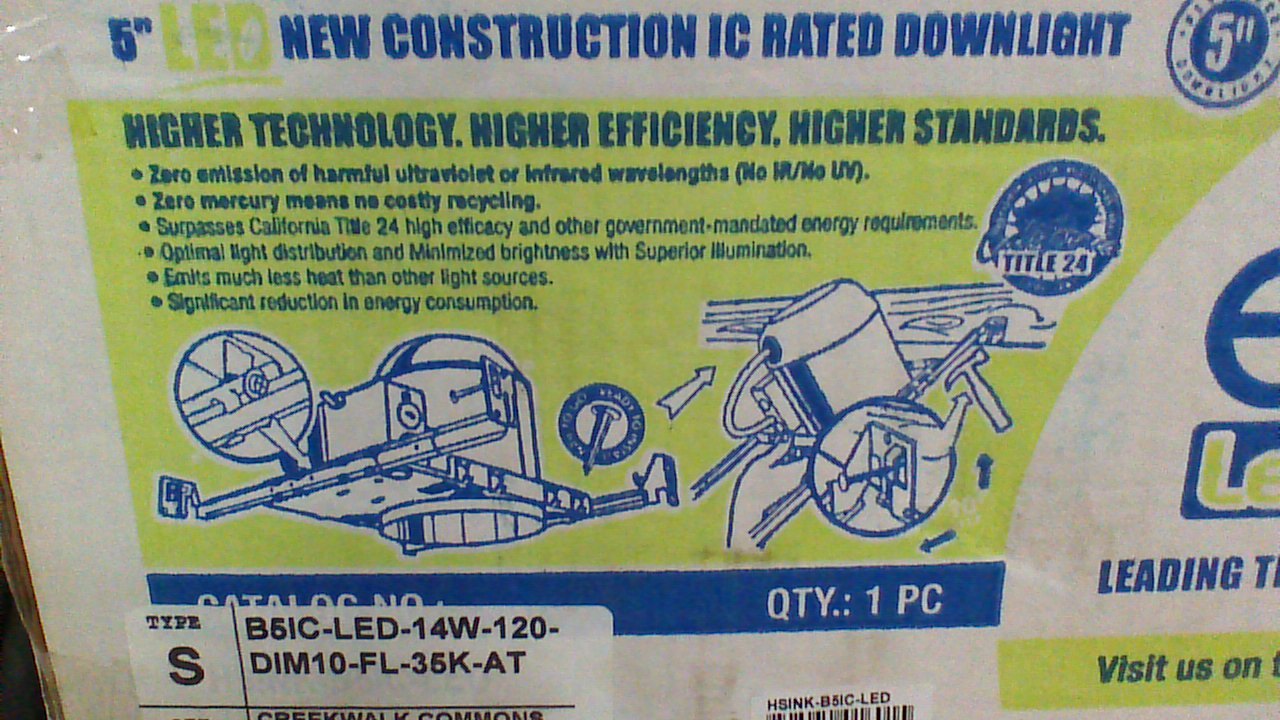 5" LED NEW CONSTRUCTION IC RATED DOWNLIGHT
5"
DOWNLIGHT
HIGHER TECHNOLOGY. HIGHER EFFICIENCY. HIGHER STANDARDS.
• Zero emission of harmful ultraviolet or infrared wavelengths (No IR/No UV).
• Zero mercury means no costly recycling.
• Surpasses California Title 24 high efficacy and other government-mandated energy requirements.
• Optimal light distribution and Minimized brightness with Superior Illumination.
• Emits much less heat than other light sources.
• Significant reduction in energy consumption.
TITLE 24
e
Le
LEADING
CATALOG NO.:
QTY.: 1 PC
TYPE
S
B5IC-LED-14W-120-
DIM10-FL-35K-AT
CREEKWALK COMMONS
HSINK-B5IC-LED
Visit us on